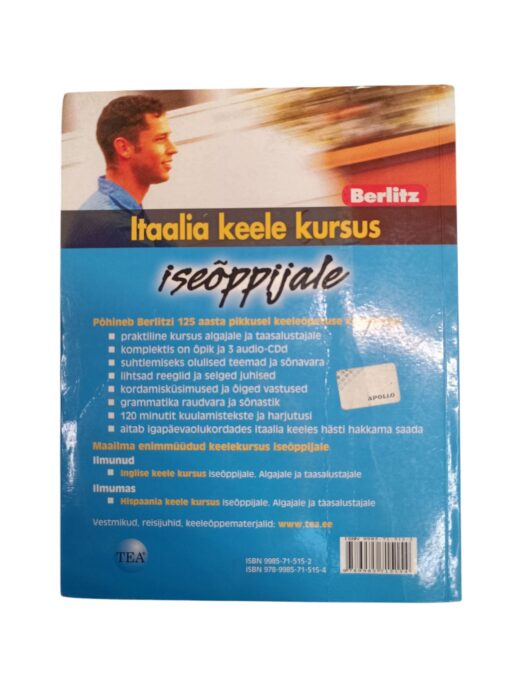 Berlitz
Itaalia keele kursus
iseõppijale
Põhineb Berlitzi 125 aasta pikkusel
praktiline kursus algajale ja taasalustajale
komplektis on õpik ja 3 audio-CDd
suhtlemiseks olulised teemad ja sõnavara
lihtsad reeglid ja selged juhised
kordamisküsimused ja õiged vastused
grammatika raudvara ja sõnastik
120 minutit kuulamistekste ja harjutusi
aitab igapäevaolukordades itaalia keeles hästi hakkama saada
APOLLO
Maailma enimmüüdud keelekursus iseõppijale
Ilmunud
Inglise keele kursus iseõppijale. Algajale ja taasalustajale
Ilmumas
Hispaania keele kursus iseõppijale. Algajale ja taasalustajale
Vestmikud, reisijuhid, keeleõppematerjalid: www.tea.ee
TEA
ISBN 9985-71-515-2
ISBN 978-9985-71-515-4